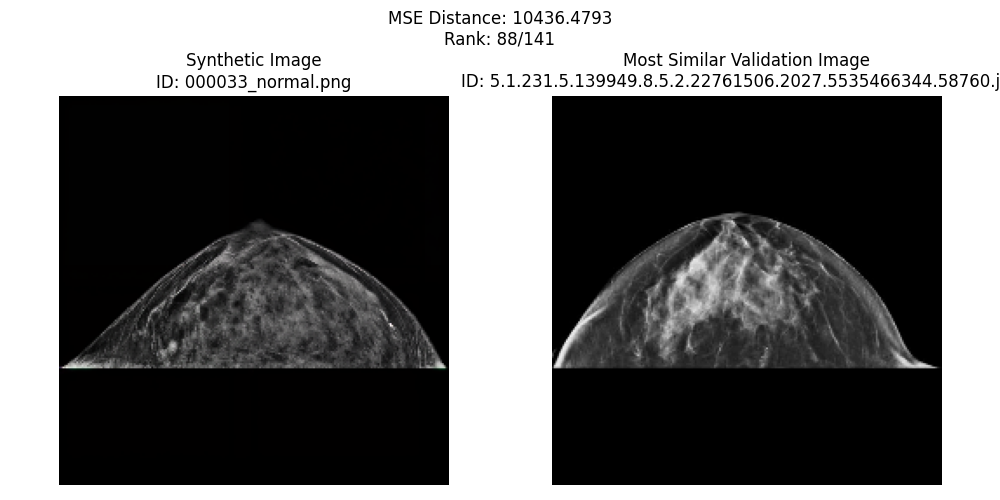 MSE Distance: 10436.4793
Rank: 88/141
Synthetic Image
ID: 000033_normal.png
Most Similar Validation Image
ID: 5.1.231.5.139949.8.5.2.22761506.2027.5535466344.58760.j